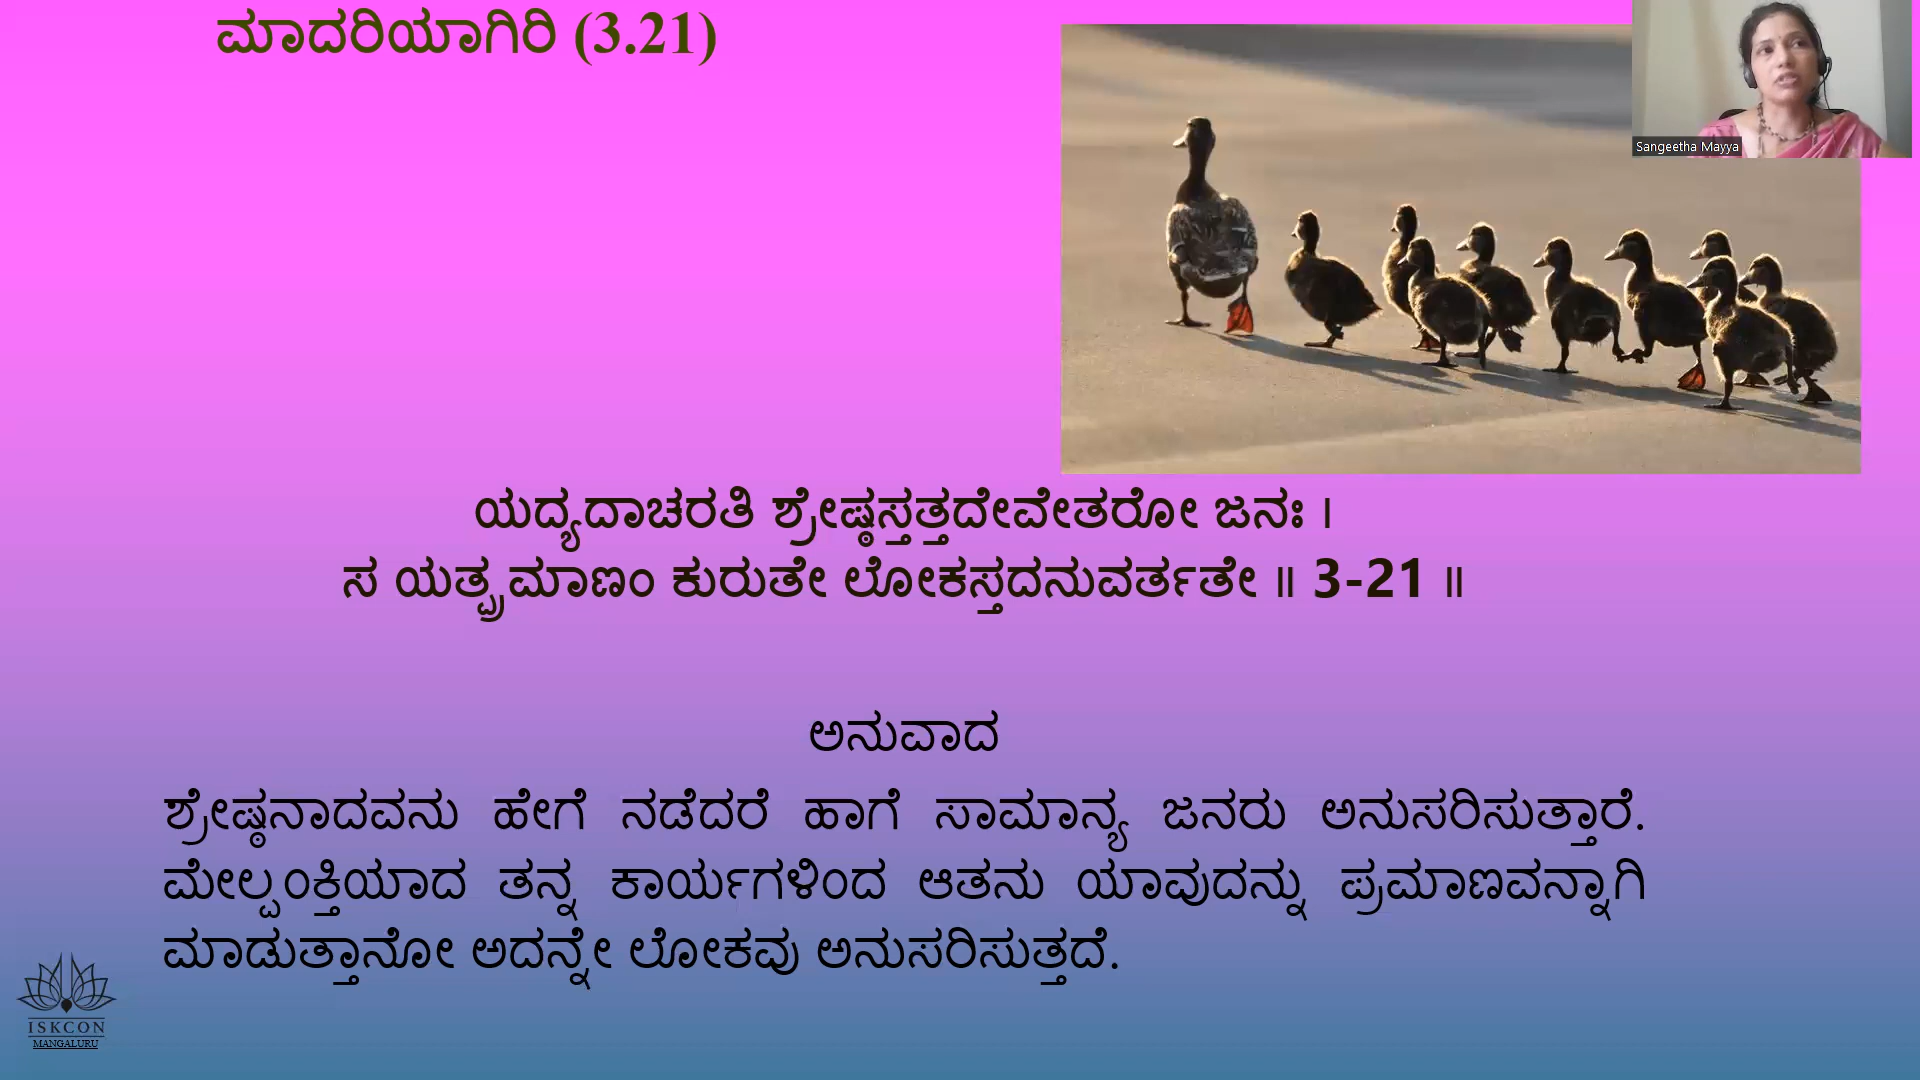 ಮಾದರಿಯಾಗಿರಿ (3.21)
Sangeetha Mayya
ಯದ್ಯದಾಚರತಿ ಶ್ರೇಷ್ಠಸ್ತತ್ತದೇವೇತರೋ ಜನಃ ।
ಸ ಯತ್ಪ್ರಮಾಣಂ ಕುರುತೇ ಲೋಕಸ್ತದನುವರ್ತತೇ ॥ 3-21 ॥
ಅನುವಾದ
ಶ್ರೇಷ್ಠನಾದವನು ಹೇಗೆ ನಡೆದರೆ ಹಾಗೆ ಸಾಮಾನ್ಯ ಜನರು ಅನುಸರಿಸುತ್ತಾರೆ.
ಮೇಲ್ಪಂಕ್ತಿಯಾದ ತನ್ನ ಕಾರ್ಯಗಳಿಂದ ಆತನು ಯಾವುದನ್ನು ಪ್ರಮಾಣವನ್ನಾಗಿ
ಮಾಡುತ್ತಾನೋ ಅದನ್ನೇ ಲೋಕವು ಅನುಸರಿಸುತ್ತದೆ.
ISKCON
MANGALURU